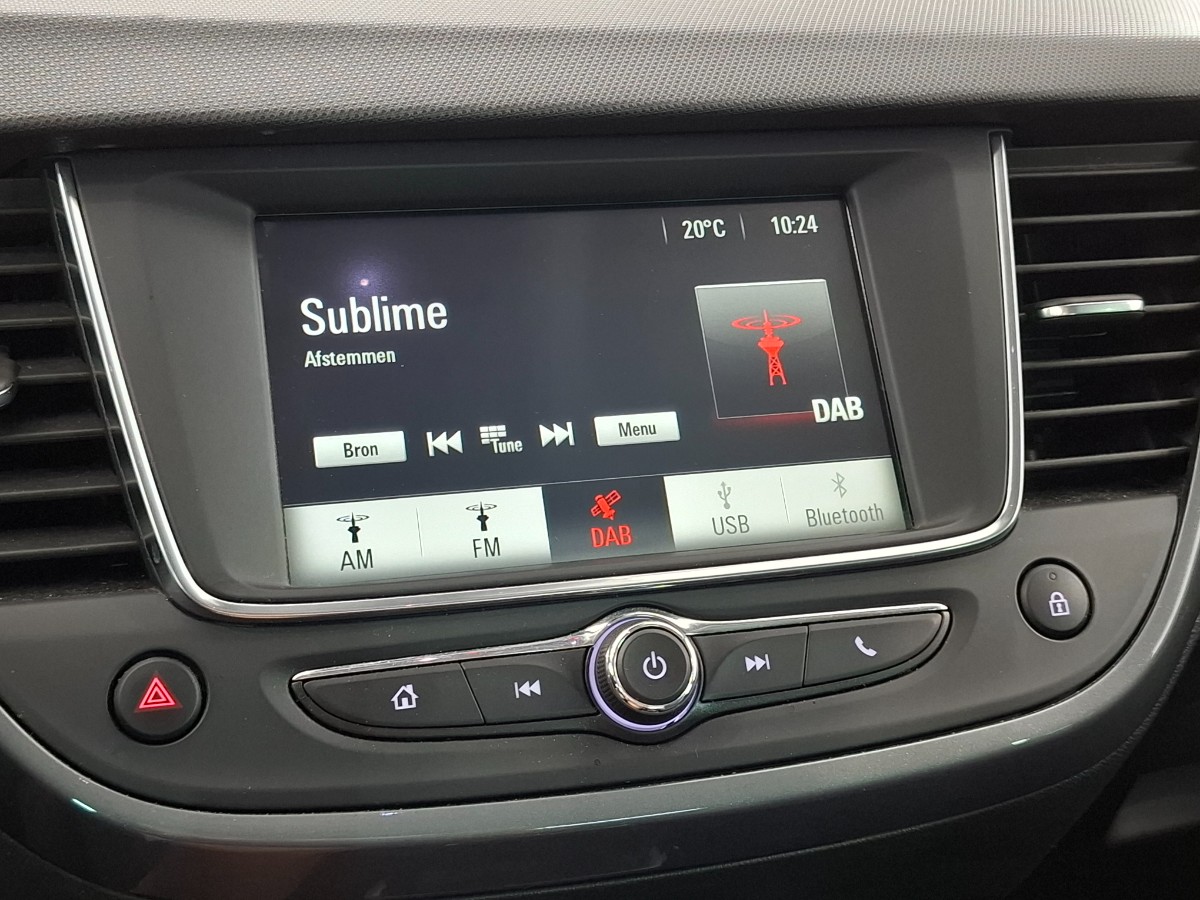 20°C 10:24
Sublime
Afstemmen
DAB
Bron Tune Menu
AM FM DAB USB Bluetooth